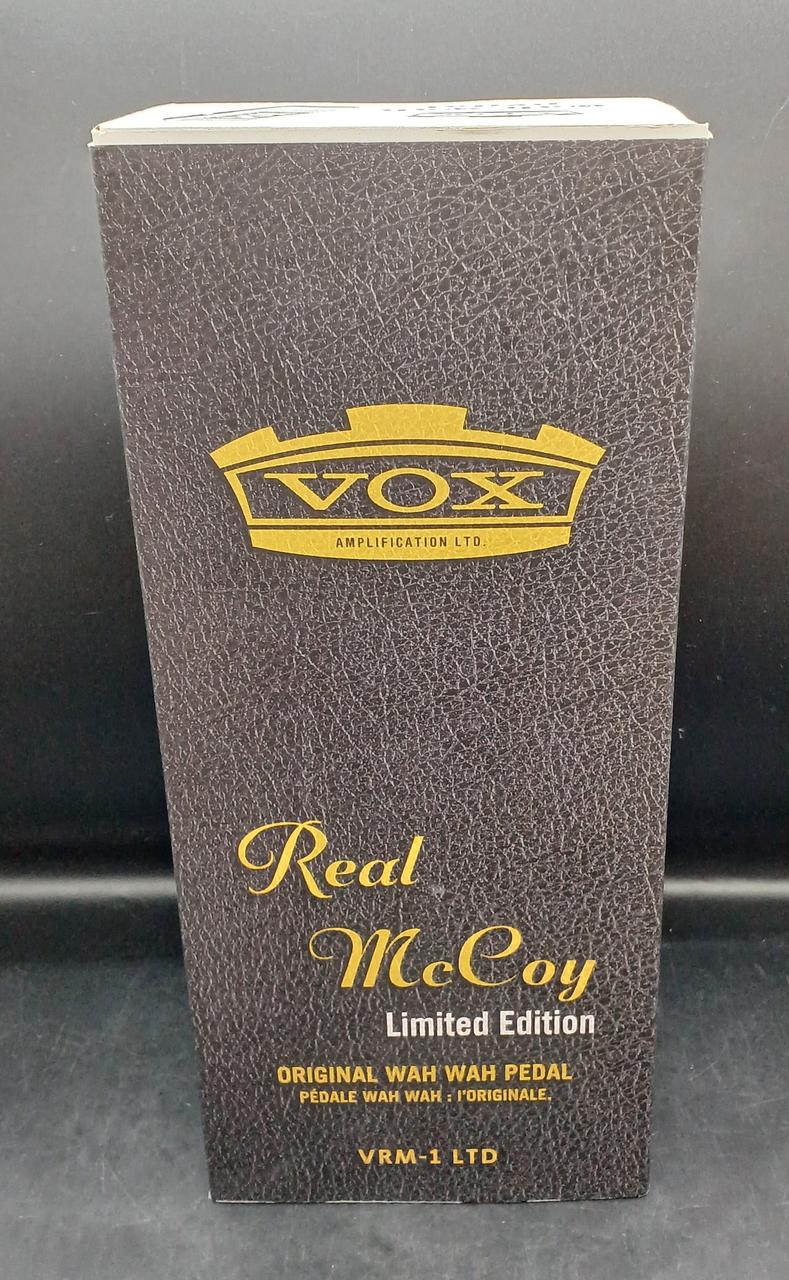 VOX
AMPLIFICATION LTD.
Real
McCoy
Limited Edition
ORIGINAL WAH WAH PEDAL
PÉDALE WAH WAH : l'ORIGINALE.
VRM-1 LTD